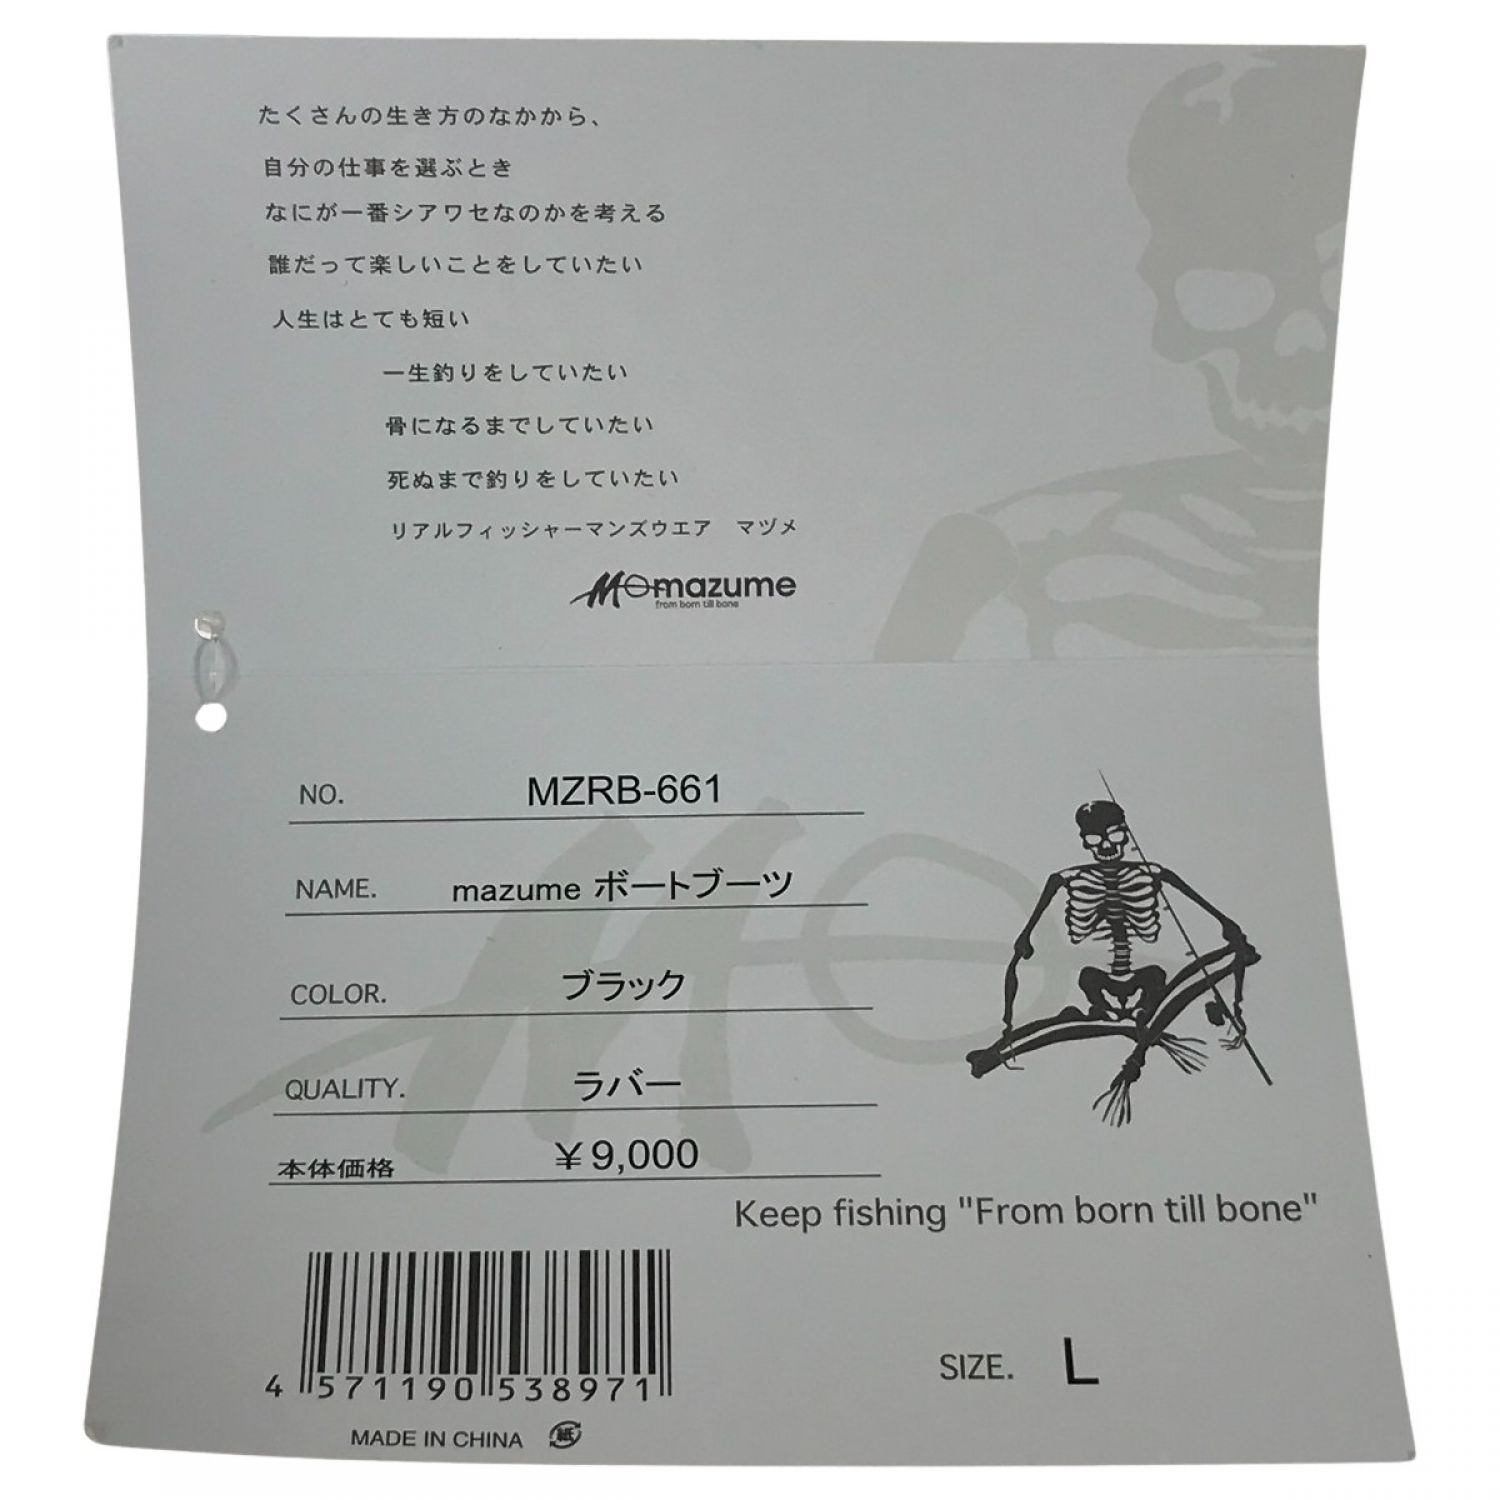 たくさんの生き方のなかから、
自分の仕事を選ぶとき
なにが一番シアワセなのかを考える
誰だって楽しいことをしていたい
人生はとても短い
一生釣りをしていたい
骨になるまでしていたい
死ぬまで釣りをしていたい
リアルフィッシャーマンズウエア　マヅメ
mazume
from born till bone
NO. MZRB-661
NAME. mazume ボートブーツ
COLOR. ブラック
QUALITY. ラバー
本体価格 ￥9,000
Keep fishing "From born till bone"
4 571190 538971
SIZE. L
MADE IN CHINA 紙